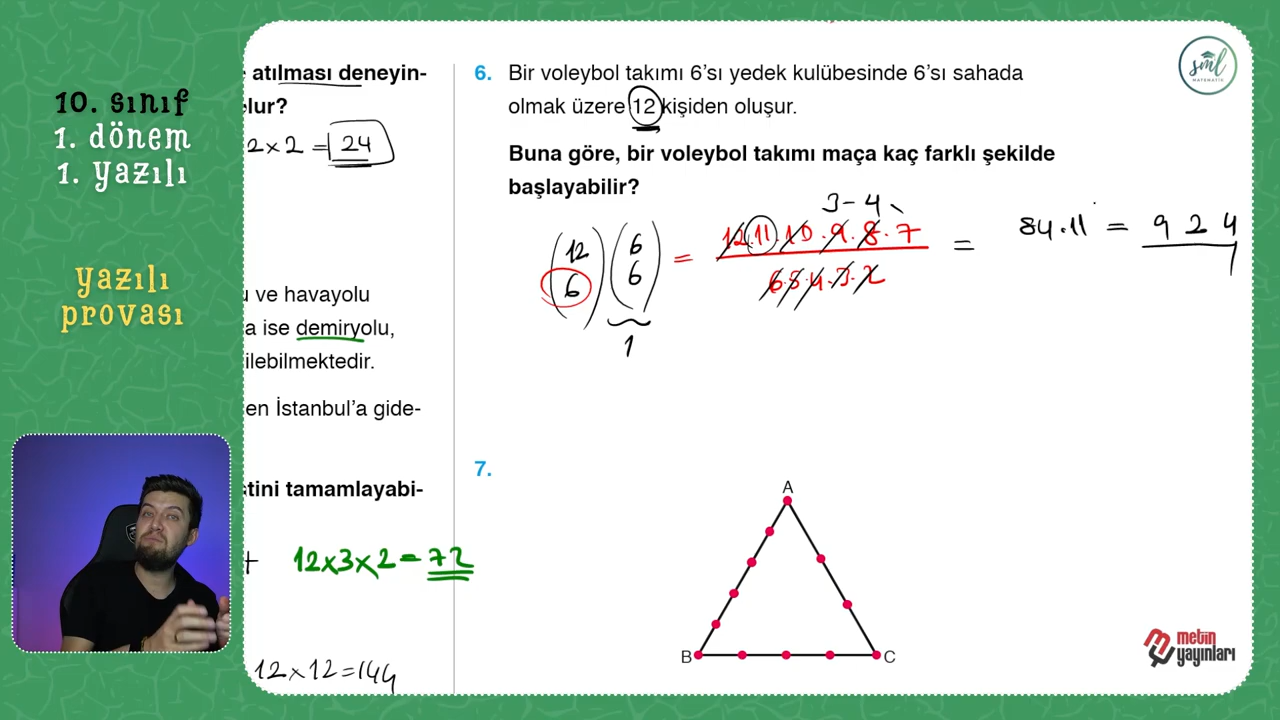 10. sınıf
1. dönem
1. yazılı
yazılı
provası
atılması deneyin-
lur?
2 x 2 = 24
u ve havayolu
a ise demiryolu,
ilebilmektedir.
en İstanbul'a gide-
stini tamamlayabi-
+ 12x3x2 = 72
12 x 12 = 144
6. Bir voleybol takımı 6'sı yedek kulübesinde 6'sı sahada
olmak üzere 12 kişiden oluşur.
Buna göre, bir voleybol takımı maça kaç farklı şekilde
başlayabilir?
3 - 4
(12 6) (6 6) = 12.11.10.9.8.7 / 6.5.4.3.2 = 84.11 = 924
1
7.
A
B
C
sml
MATEMATİK
metin
yayınları